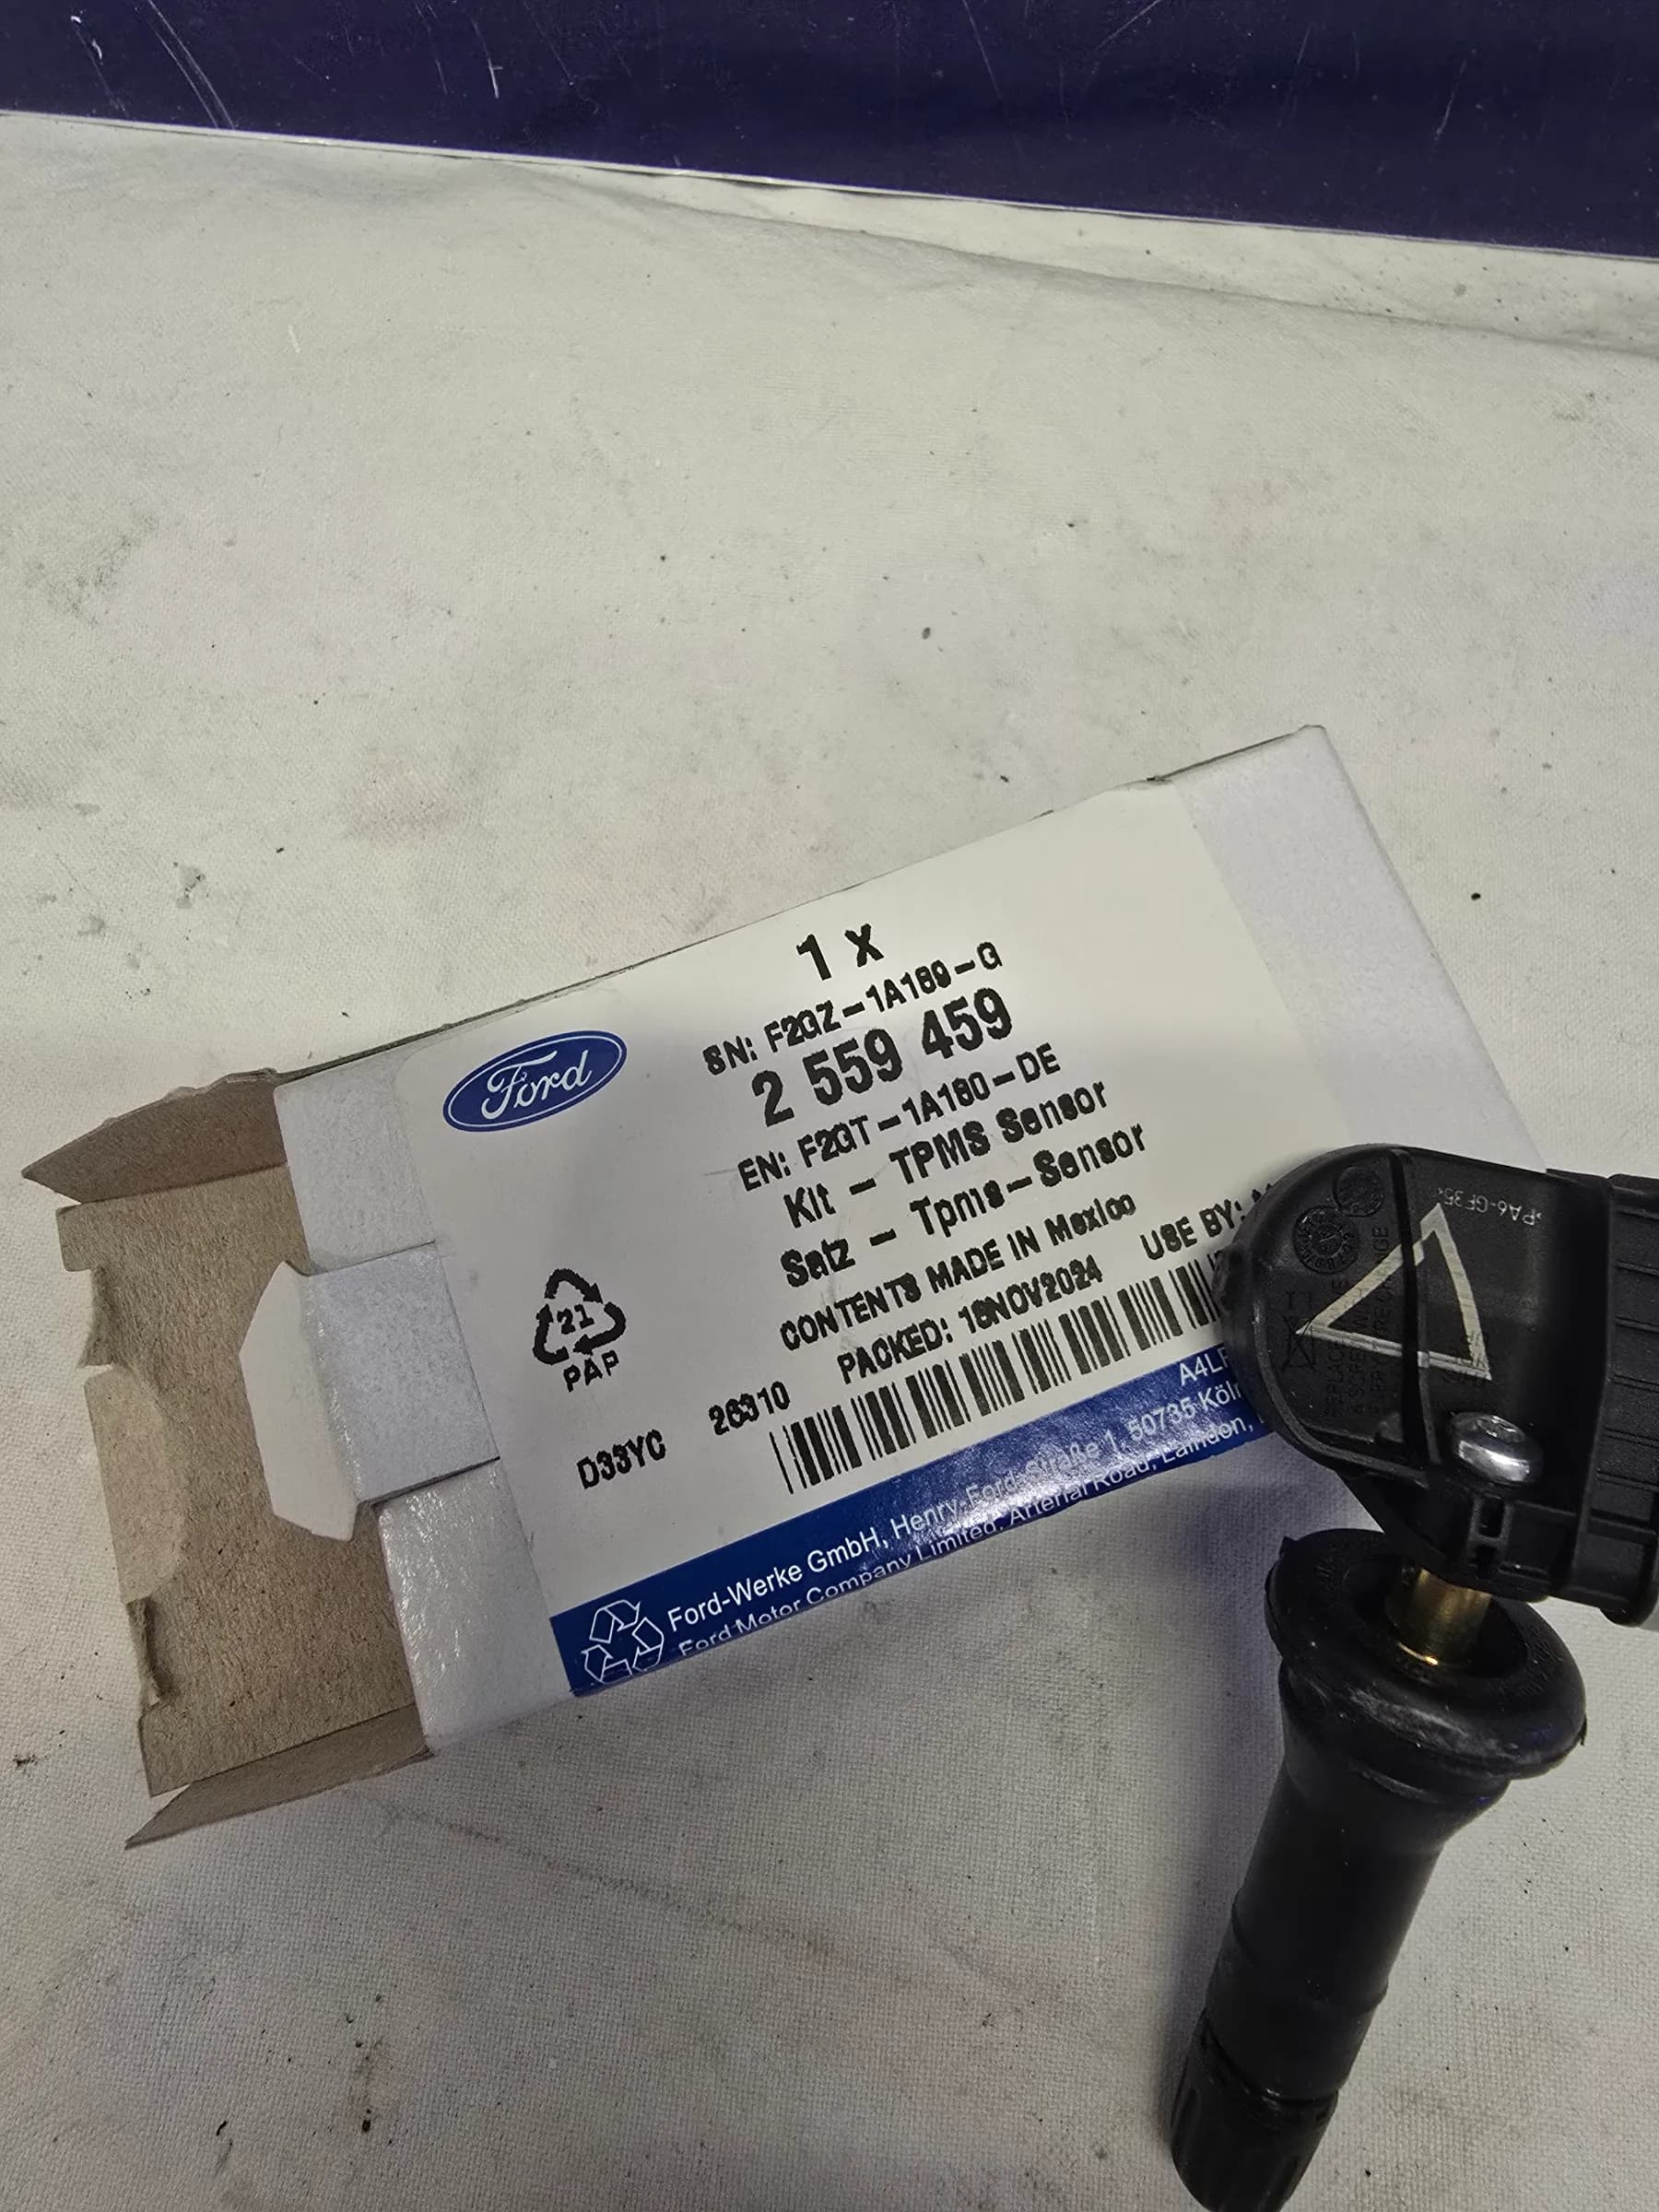 1 x
SN: F2GZ-1A189-G
2 559 459
EN: F2GT-1A180-DE
Kit - TPMS Sensor
Satz - Tpms-Sensor
CONTENTS MADE IN Mexico
PACKED: 18NOV2024 USE BY:
Ford
21
PAP
D33YC 26310
A4LF
Ford-Werke GmbH, Henry-Ford-Straße 1, 50735 Köln
Ford Motor Company Limited, Arterial Road, Laindon,
>PA6-GF35<